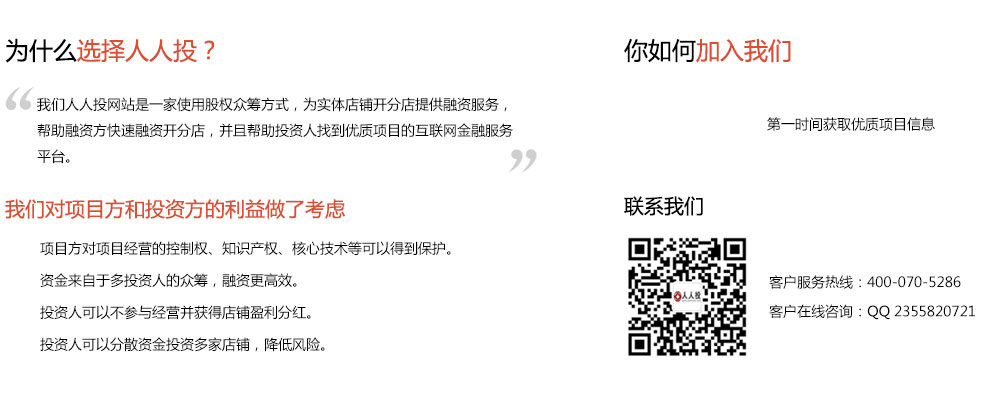 为什么选择人人投？
我们人人投网站是一家使用股权众筹方式，为实体店铺开分店提供融资服务，
帮助融资方快速融资开分店，并且帮助投资人找到优质项目的互联网金融服务
平台。
我们对项目方和投资方的利益做了考虑
项目方对项目经营的控制权、知识产权、核心技术等可以得到保护。
资金来自于多投资人的众筹，融资更高效。
投资人可以不参与经营并获得店铺盈利分红。
投资人可以分散资金投资多家店铺，降低风险。
你如何加入我们
第一时间获取优质项目信息
联系我们
人人投
客户服务热线：400-070-5286
客户在线咨询：QQ 2355820721